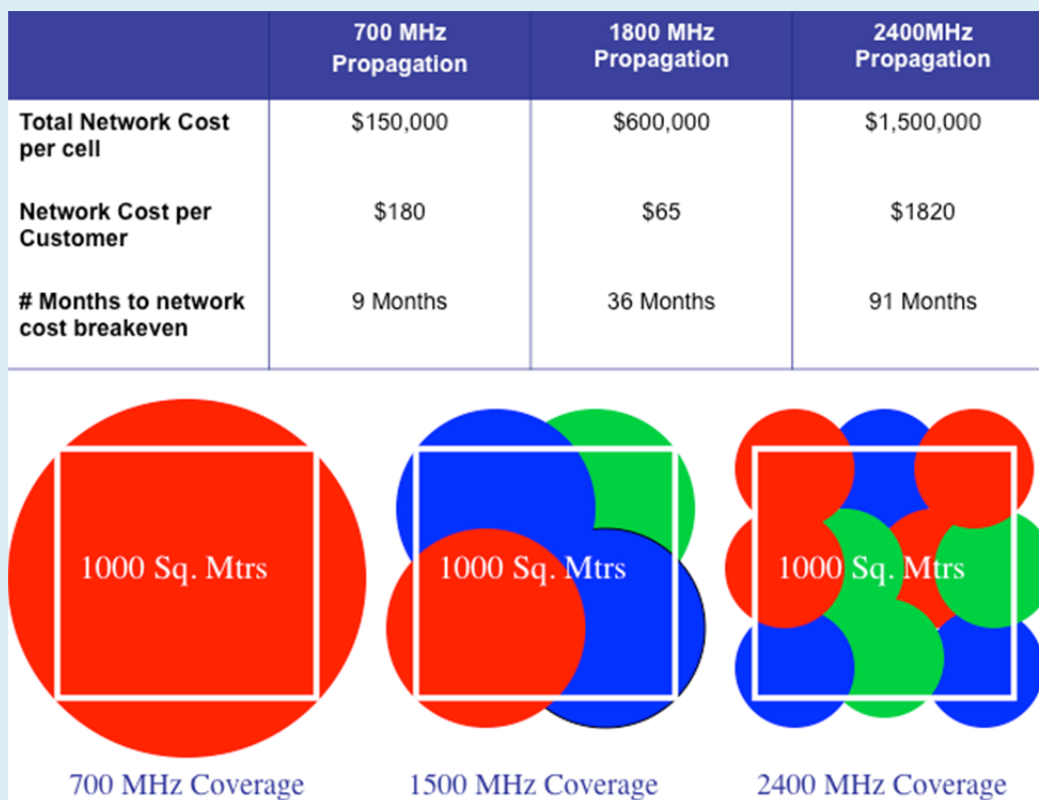 700 MHz
Propagation
1800 MHz
Propagation
2400MHz
Propagation
Total Network Cost
per cell
$150,000
$600,000
$1,500,000
Network Cost per
Customer
$180
$65
$1820
# Months to network
cost breakeven
9 Months
36 Months
91 Months
1000 Sq. Mtrs
1000 Sq. Mtrs
1000 Sq. Mtrs
700 MHz Coverage
1500 MHz Coverage
2400 MHz Coverage